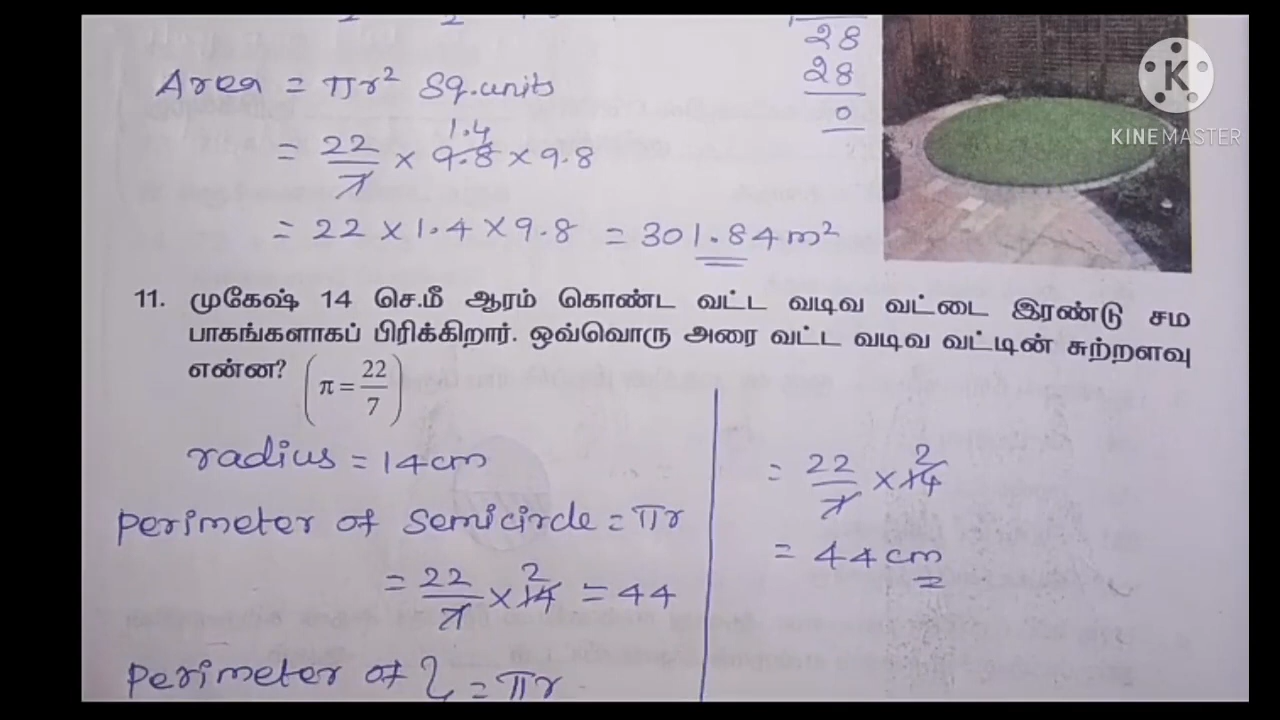 28
28
0
Area = πr² Sq.units
= 22/7 × 9.8 × 9.8
1.4
= 22 × 1.4 × 9.8 = 301.84 m²
KINEMASTER
11. முகேஷ் 14 செ.மீ ஆரம் கொண்ட வட்ட வடிவ வட்டை இரண்டு சம
பாகங்களாகப் பிரிக்கிறார். ஒவ்வொரு அரை வட்ட வடிவ வட்டின் சுற்றளவு
என்ன? (π = 22/7)
radius = 14cm
Perimeter of semicircle = πr
= 22/7 × 14 2 = 44
Perimeter of = πr
= 22/7 × 14 2
= 44 cm